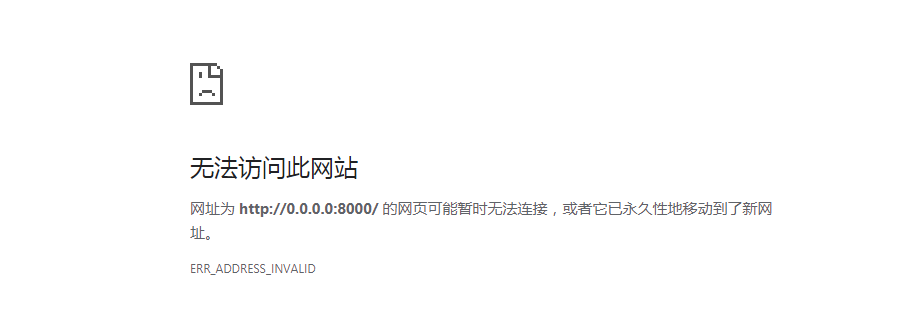 无法访问此网站
网址为 http://0.0.0.0:8000/ 的网页可能暂时无法连接，或者它已永久性地移动到了新网
址。
ERR_ADDRESS_INVALID